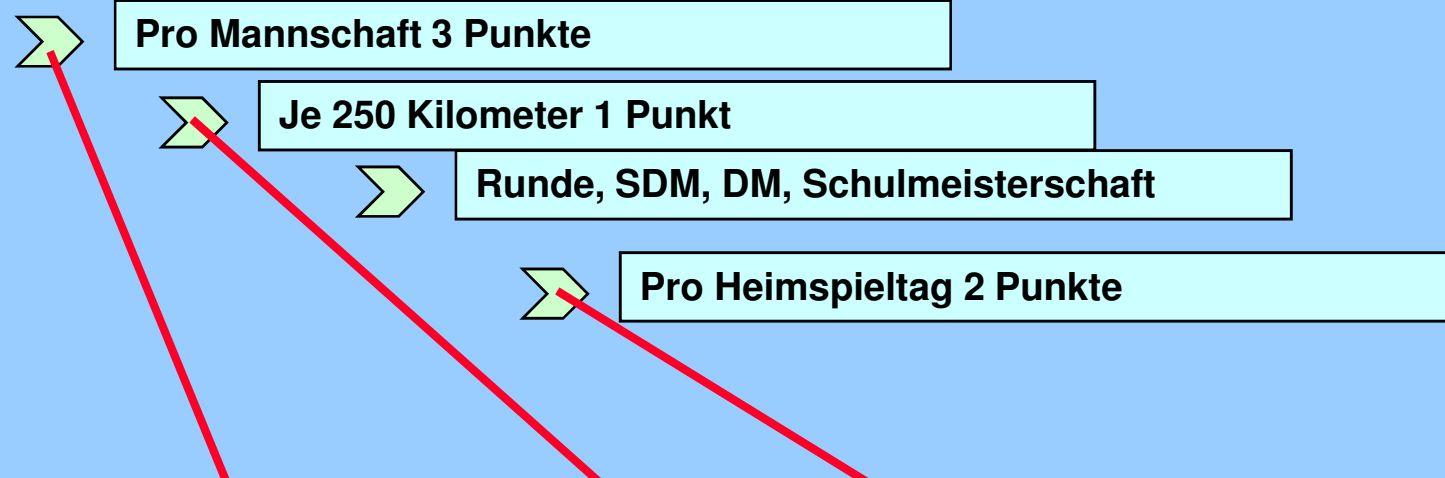 Pro Mannschaft 3 Punkte
Je 250 Kilometer 1 Punkt
Runde, SDM, DM, Schulmeisterschaft
Pro Heimspieltag 2 Punkte